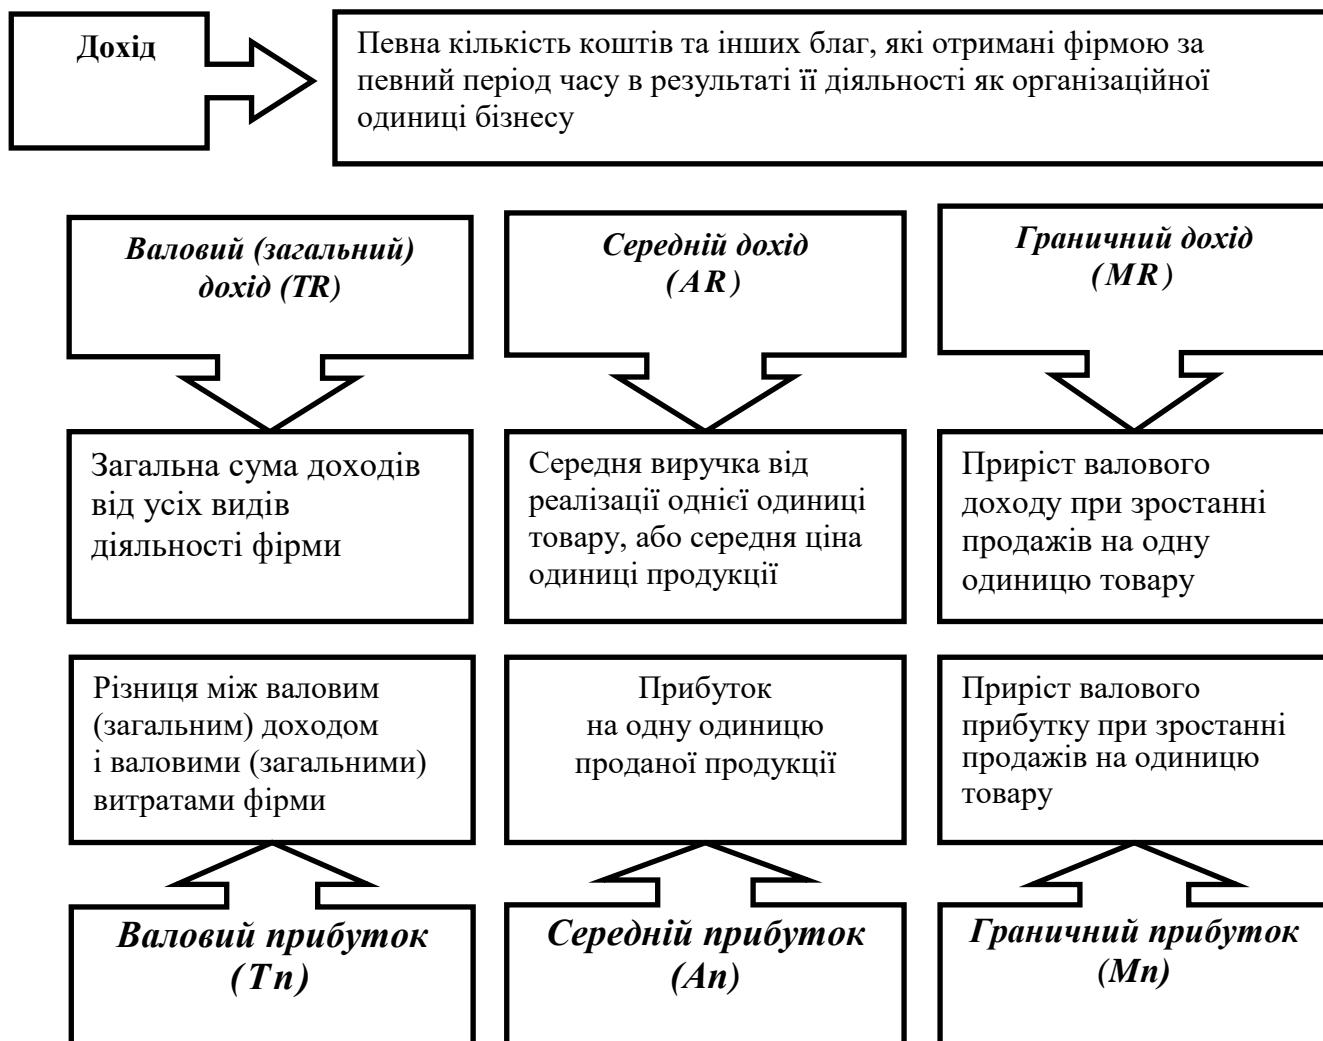 Дохід
Певна кількість коштів та інших благ, які отримані фірмою за
певний період часу в результаті її діяльності як організаційної
одиниці бізнесу
Валовий (загальний)
дохід (TR)
Середній дохід
(AR)
Граничний дохід
(MR)
Загальна сума доходів
від усіх видів
діяльності фірми
Середня виручка від
реалізації однієї одиниці
товару, або середня ціна
одиниці продукції
Приріст валового
доходу при зростанні
продажів на одну
одиницю товару
Різниця між валовим
(загальним) доходом
і валовими (загальними)
витратами фірми
Прибуток
на одну одиницю
проданої продукції
Приріст валового
прибутку при зростанні
продажів на одиницю
товару
Валовий прибуток
(Тп)
Середній прибуток
(Ап)
Граничний прибуток
(Мп)